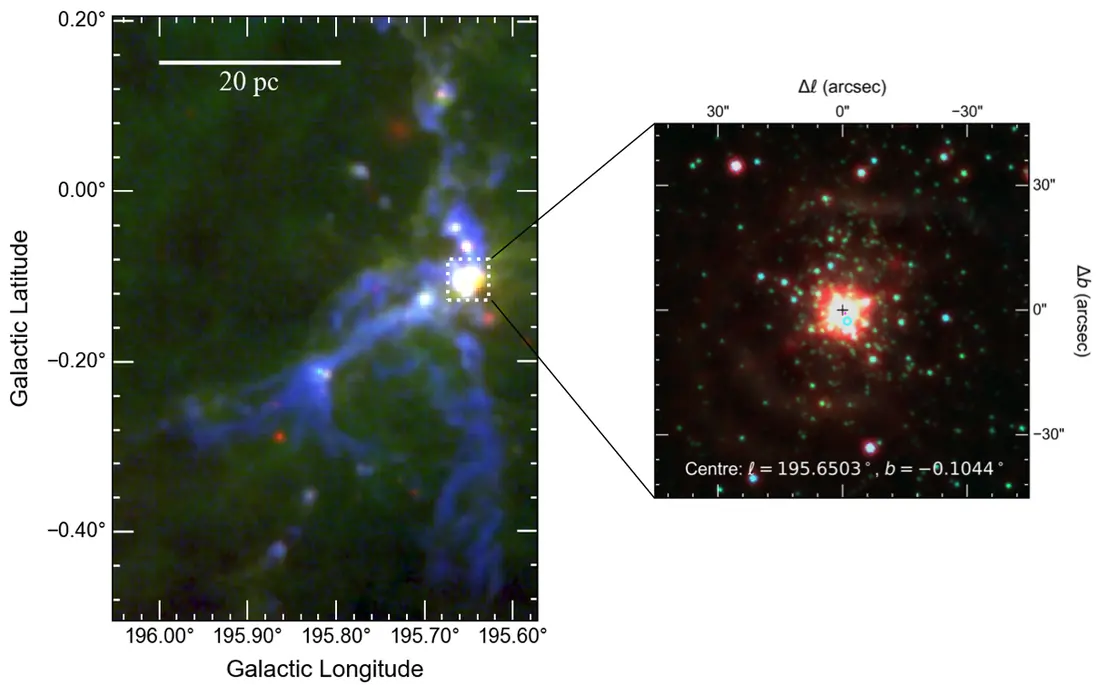 0.20°
0.00°
−0.20°
−0.40°
Galactic Latitude
20 pc
196.00° 195.90° 195.80° 195.70° 195.60°
Galactic Longitude
Δℓ (arcsec)
30" 0" −30"
30"
0"
−30"
Δb (arcsec)
Centre: ℓ = 195.6503°, b = −0.1044°